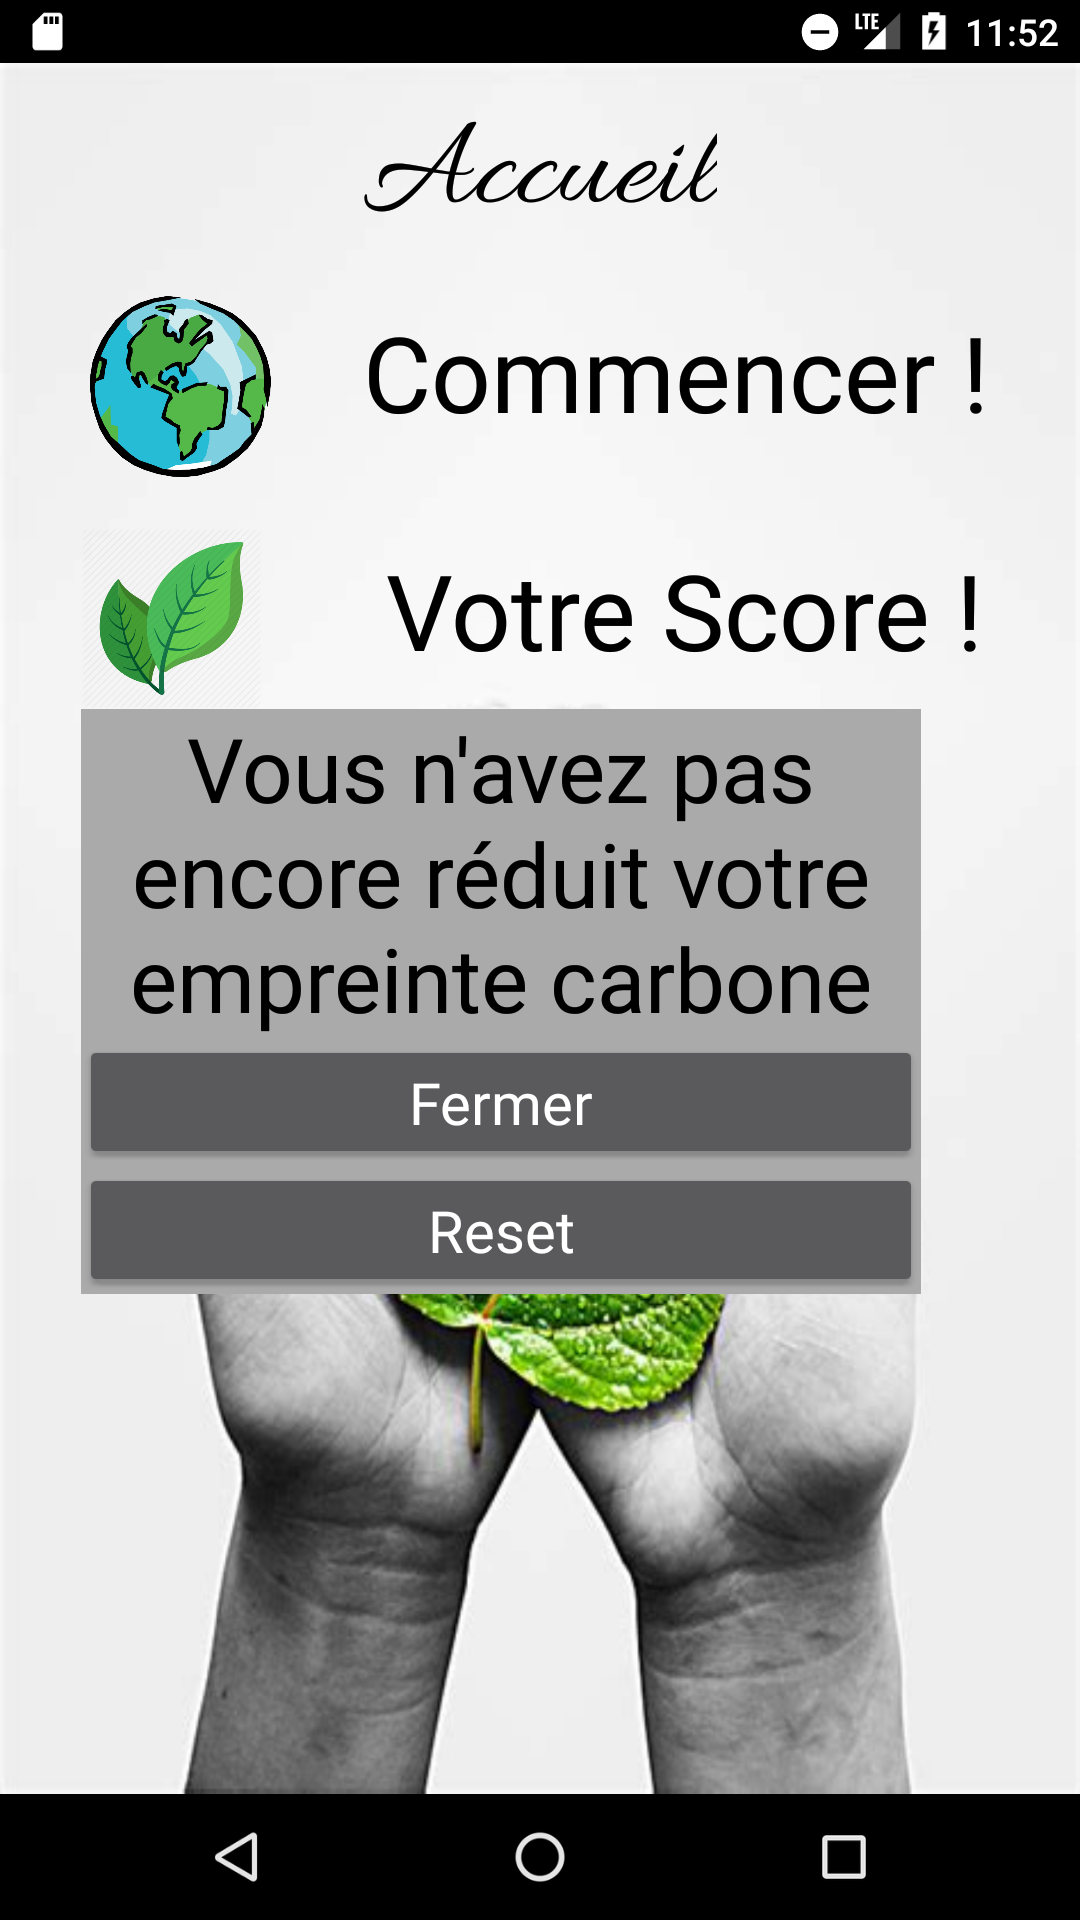 LTE 11:52
Accueil
Commencer !
Votre Score !
Vous n'avez pas
encore réduit votre
empreinte carbone
Fermer
Reset